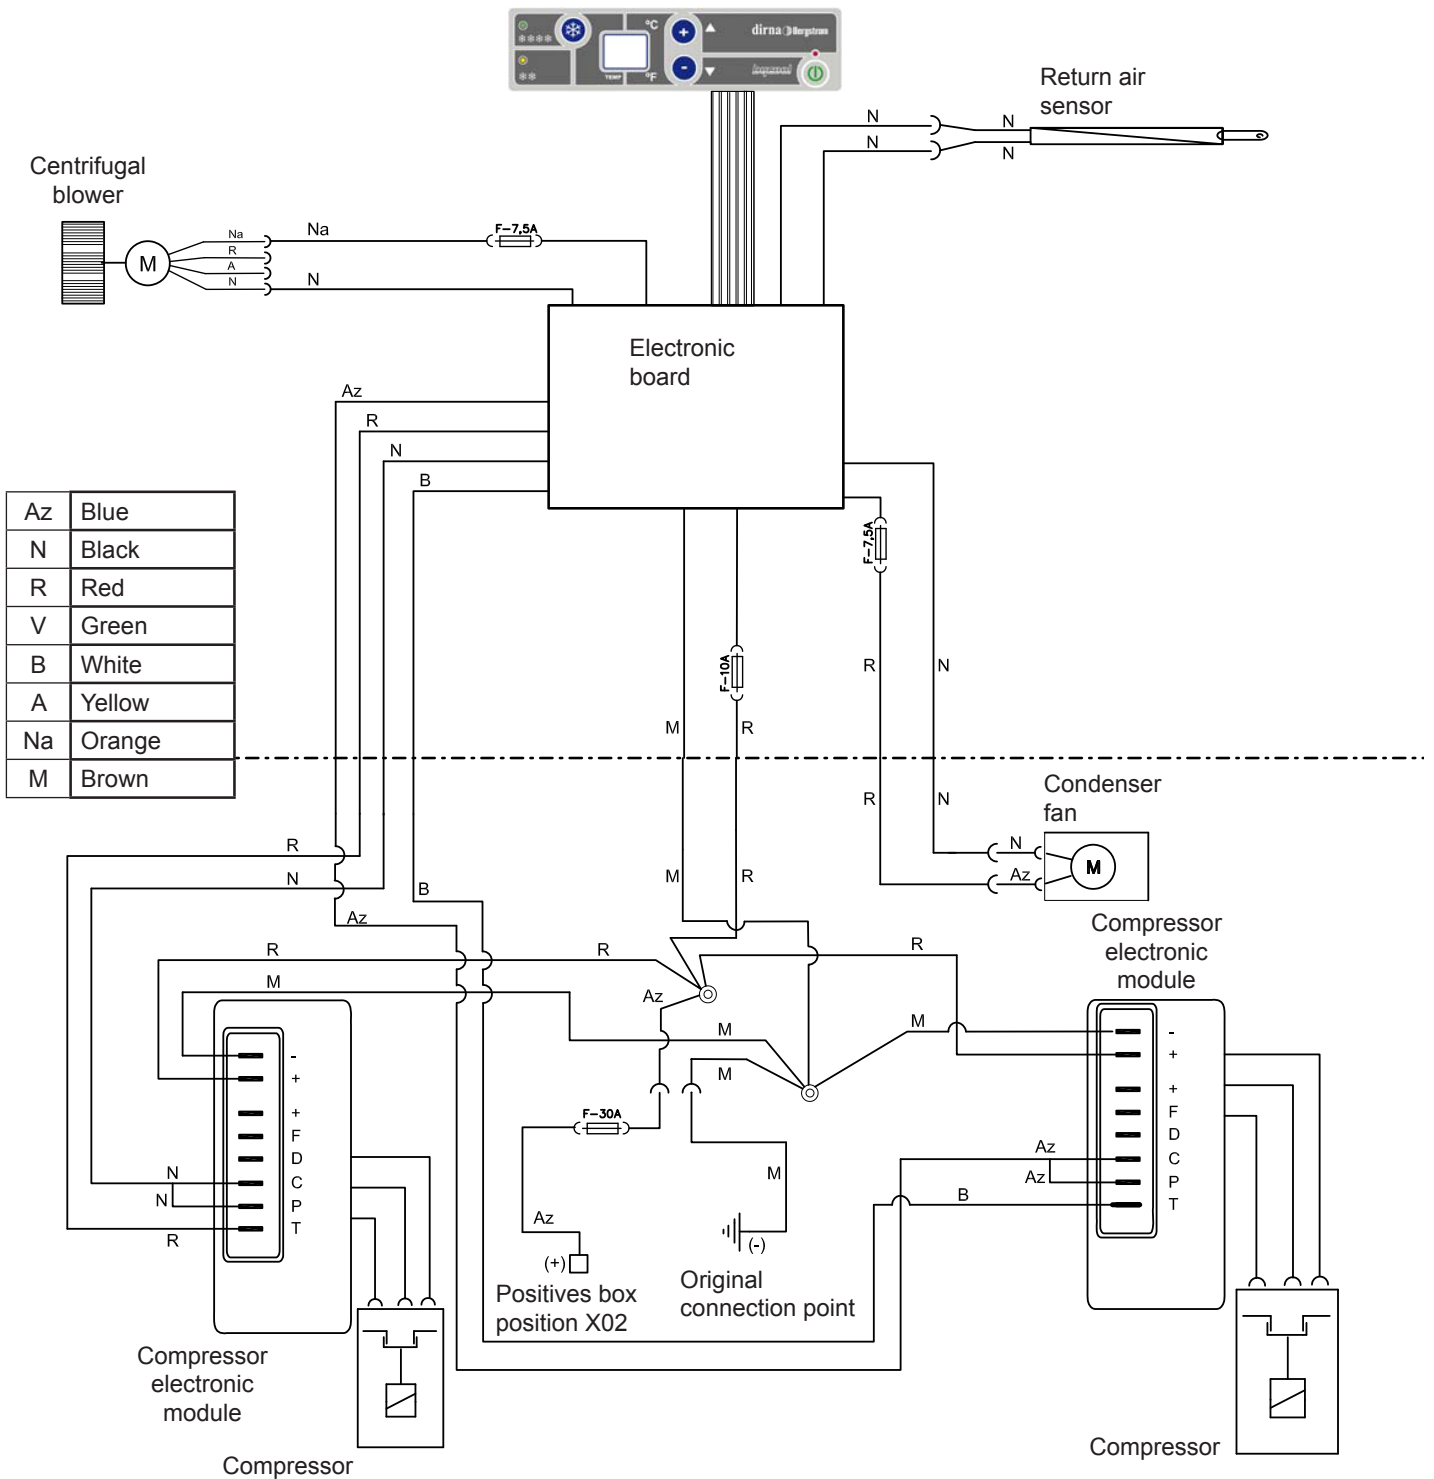 °C
dirna Bergstrom
TEMP
°F
Return air
sensor
N
N
N
N
Centrifugal
blower
M
Na
R
A
N
Na
N
F-7,5A
Electronic
board
Az
R
N
B
Az Blue
N Black
R Red
V Green
B White
A Yellow
Na Orange
M Brown
F-7,5A
F-10A
R
N
M
R
R
N
Condenser
fan
N
Az
M
R
N
B
Az
M
R
R
R
R
M
Az
M
M
M
Compressor
electronic
module
-
+
+
F
D
C
P
T
Az
Az
B
-
+
+
F
D
C
P
T
N
N
R
F-30A
Az
(+)
Positives box
position X02
M
(-)
Original
connection point
Compressor
electronic
module
Compressor
Compressor